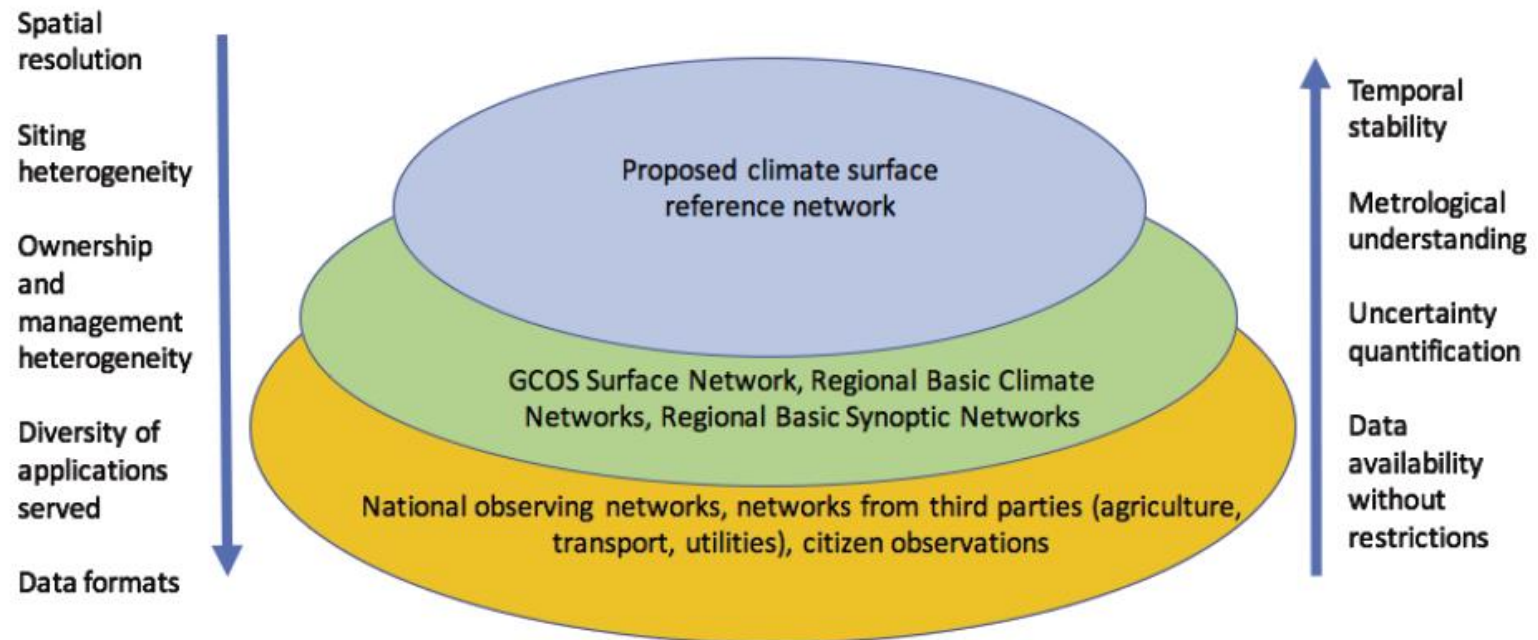 Spatial
resolution
Siting
heterogeneity
Ownership
and
management
heterogeneity
Diversity of
applications
served
Data formats
Proposed climate surface
reference network
GCOS Surface Network, Regional Basic Climate
Networks, Regional Basic Synoptic Networks
National observing networks, networks from third parties (agriculture,
transport, utilities), citizen observations
Temporal
stability
Metrological
understanding
Uncertainty
quantification
Data
availability
without
restrictions